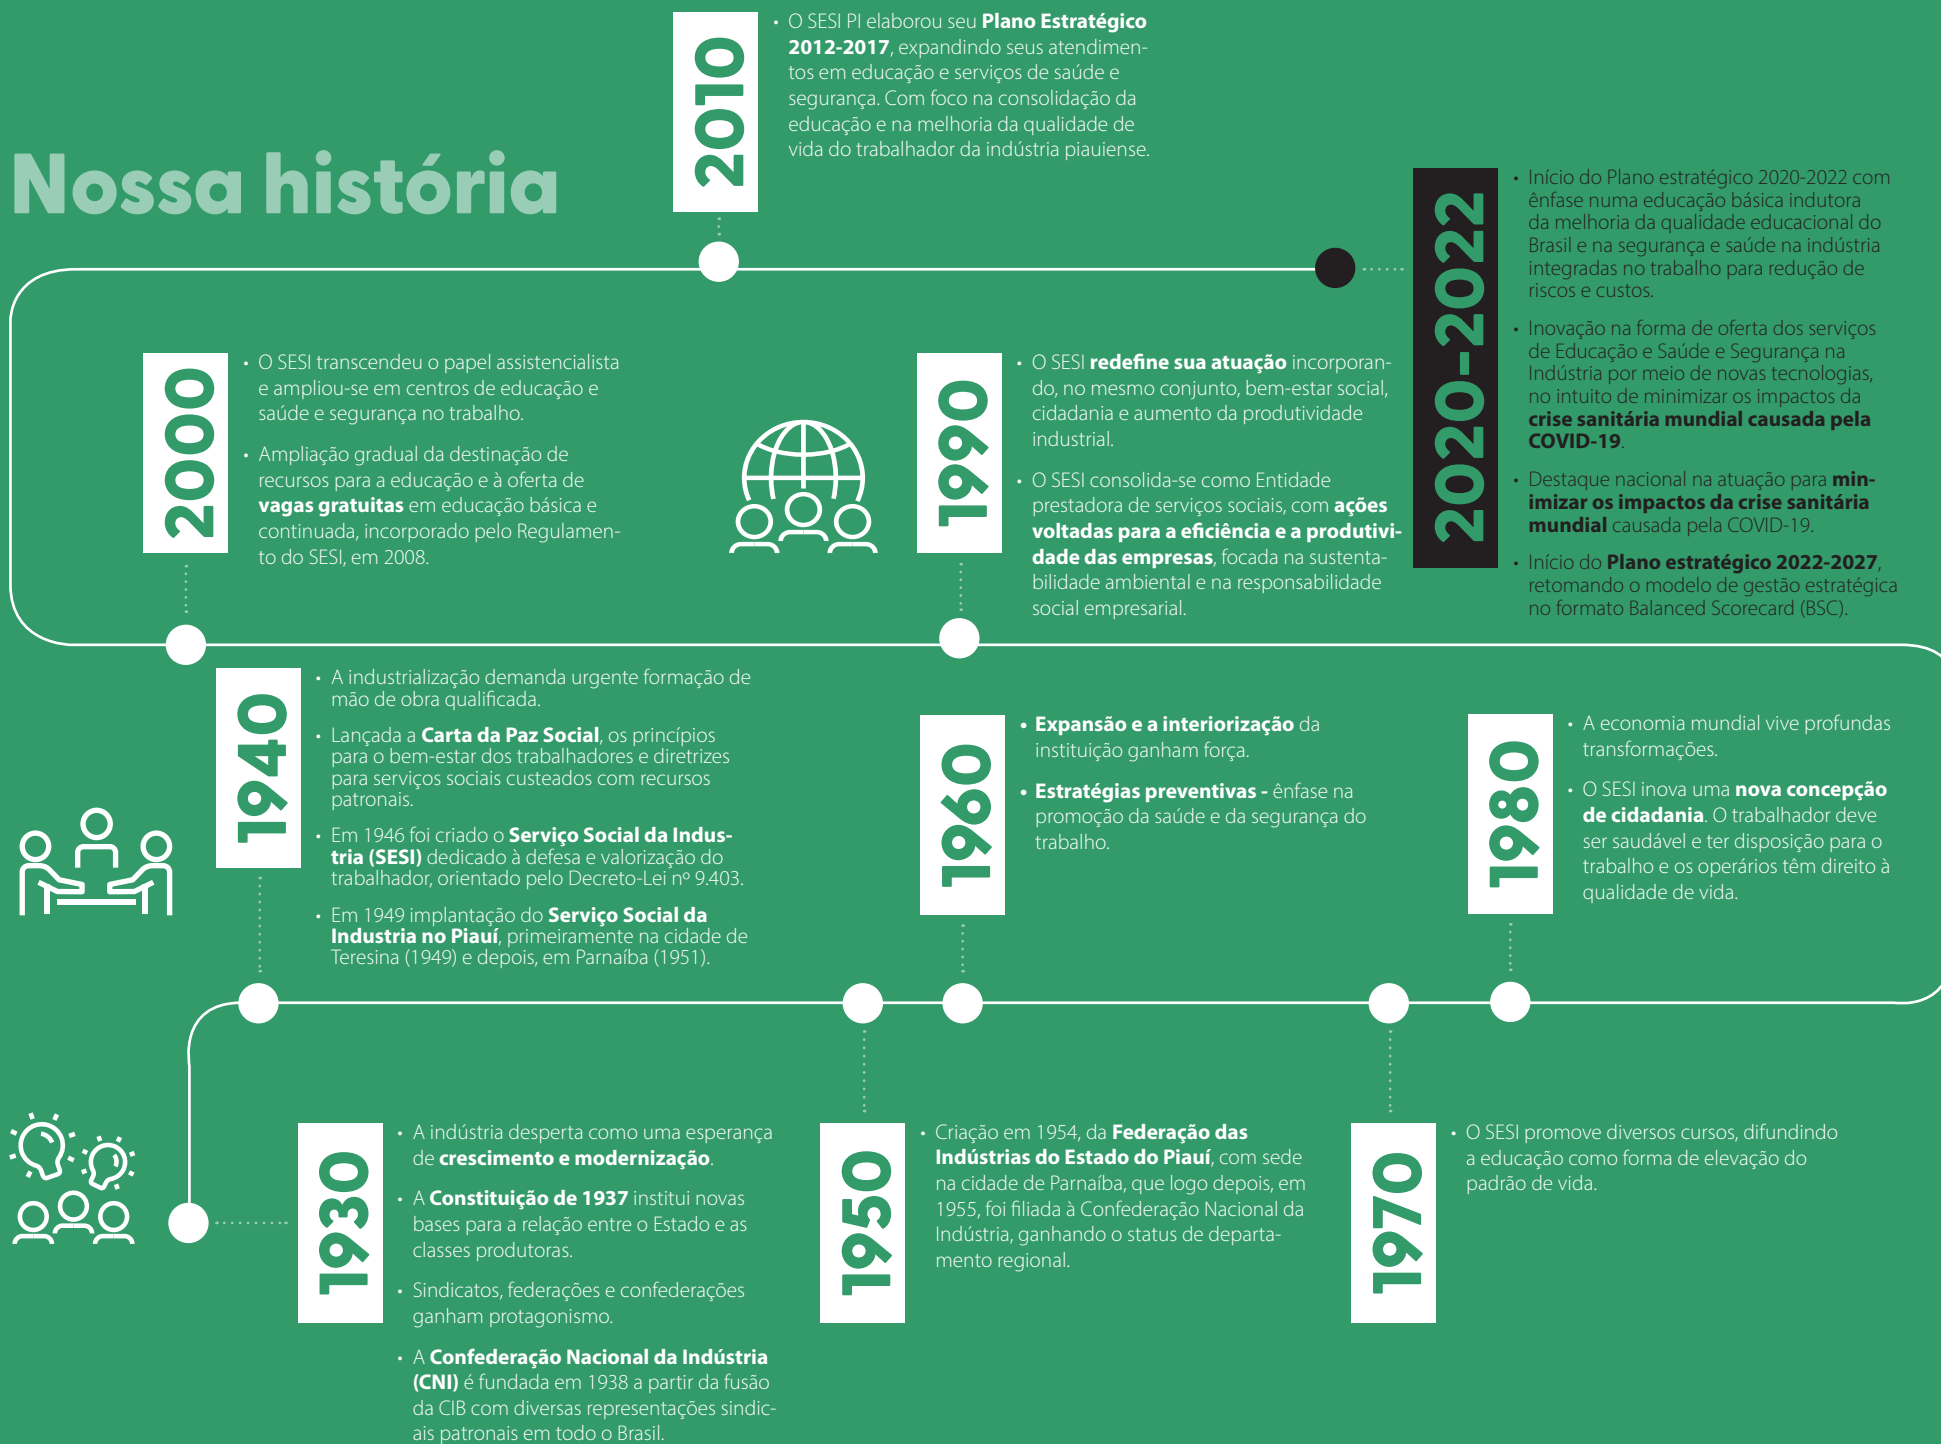 Nossa história
2010
• O SESI PI elaborou seu Plano Estratégico
2012-2017, expandindo seus atendimen-
tos em educação e serviços de saúde e
segurança. Com foco na consolidação da
educação e na melhoria da qualidade de
vida do trabalhador da indústria piauiense.
2020-2022
• Início do Plano estratégico 2020-2022 com
ênfase numa educação básica indutora
da melhoria da qualidade educacional do
Brasil e na segurança e saúde na indústria
integradas no trabalho para redução de
riscos e custos.
• Inovação na forma de oferta dos serviços
de Educação e Saúde e Segurança na
Indústria por meio de novas tecnologias,
no intuito de minimizar os impactos da
crise sanitária mundial causada pela
COVID-19.
• Destaque nacional na atuação para min-
imizar os impactos da crise sanitária
mundial causada pela COVID-19.
• Início do Plano estratégico 2022-2027,
retomando o modelo de gestão estratégica
no formato Balanced Scorecard (BSC).
2000
• O SESI transcendeu o papel assistencialista
e ampliou-se em centros de educação e
saúde e segurança no trabalho.
• Ampliação gradual da destinação de
recursos para a educação e à oferta de
vagas gratuitas em educação básica e
continuada, incorporado pelo Regulamen-
to do SESI, em 2008.
1990
• O SESI redefine sua atuação incorporan-
do, no mesmo conjunto, bem-estar social,
cidadania e aumento da produtividade
industrial.
• O SESI consolida-se como Entidade
prestadora de serviços sociais, com ações
voltadas para a eficiência e a produtivi-
dade das empresas, focada na sustenta-
bilidade ambiental e na responsabilidade
social empresarial.
1940
• A industrialização demanda urgente formação de
mão de obra qualificada.
• Lançada a Carta da Paz Social, os princípios
para o bem-estar dos trabalhadores e diretrizes
para serviços sociais custeados com recursos
patronais.
• Em 1946 foi criado o Serviço Social da Indus-
tria (SESI) dedicado à defesa e valorização do
trabalhador, orientado pelo Decreto-Lei nº 9.403.
• Em 1949 implantação do Serviço Social da
Industria no Piauí, primeiramente na cidade de
Teresina (1949) e depois, em Parnaíba (1951).
1960
• Expansão e a interiorização da
instituição ganham força.
• Estratégias preventivas - ênfase na
promoção da saúde e da segurança do
trabalho.
1980
• A economia mundial vive profundas
transformações.
• O SESI inova uma nova concepção
de cidadania. O trabalhador deve
ser saudável e ter disposição para o
trabalho e os operários têm direito à
qualidade de vida.
1930
• A indústria desperta como uma esperança
de crescimento e modernização.
• A Constituição de 1937 institui novas
bases para a relação entre o Estado e as
classes produtoras.
• Sindicatos, federações e confederações
ganham protagonismo.
• A Confederação Nacional da Indústria
(CNI) é fundada em 1938 a partir da fusão
da CIB com diversas representações sindic-
ais patronais em todo o Brasil.
1950
• Criação em 1954, da Federação das
Indústrias do Estado do Piauí, com sede
na cidade de Parnaíba, que logo depois, em
1955, foi filiada à Confederação Nacional da
Indústria, ganhando o status de departa-
mento regional.
1970
• O SESI promove diversos cursos, difundindo
a educação como forma de elevação do
padrão de vida.